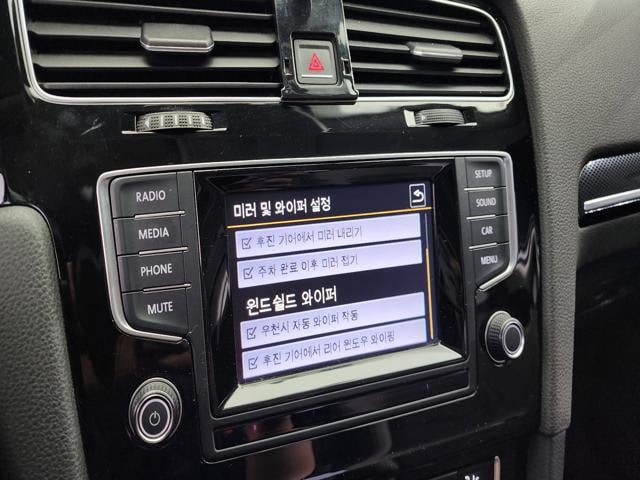 RADIO
MEDIA
PHONE
MUTE
미러 및 와이퍼 설정
후진 기어에서 미러 내리기
주차 완료 이후 미러 접기
윈드쉴드 와이퍼
우천시 자동 와이퍼 작동
후진 기어에서 리어 윈도우 와이핑
SETUP
SOUND
CAR
MENU